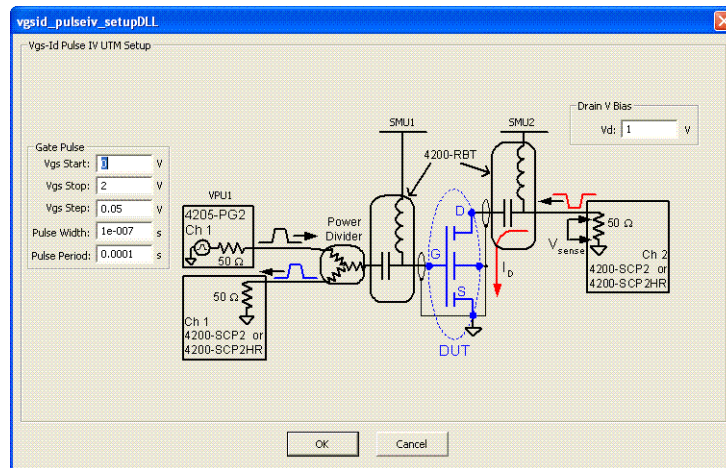 vgsid_pulseiv_setupDLL
Vgs-Id Pulse IV UTM Setup
SMU1
SMU2
Drain V Bias
Vd: 1 V
4200-RBT
Gate Pulse
Vgs Start: 0 V
Vgs Stop: 2 V
Vgs Step: 0.05 V
Pulse Width: 1e-007 s
Pulse Period: 0.0001 s
VPU1
4205-PG2
Ch 1
50 Ω
Power
Divider
D
G
S
I D
DUT
50 Ω
V sense
Ch 2
4200-SCP2 or
4200-SCP2HR
50 Ω
Ch 1
4200-SCP2 or
4200-SCP2HR
OK
Cancel